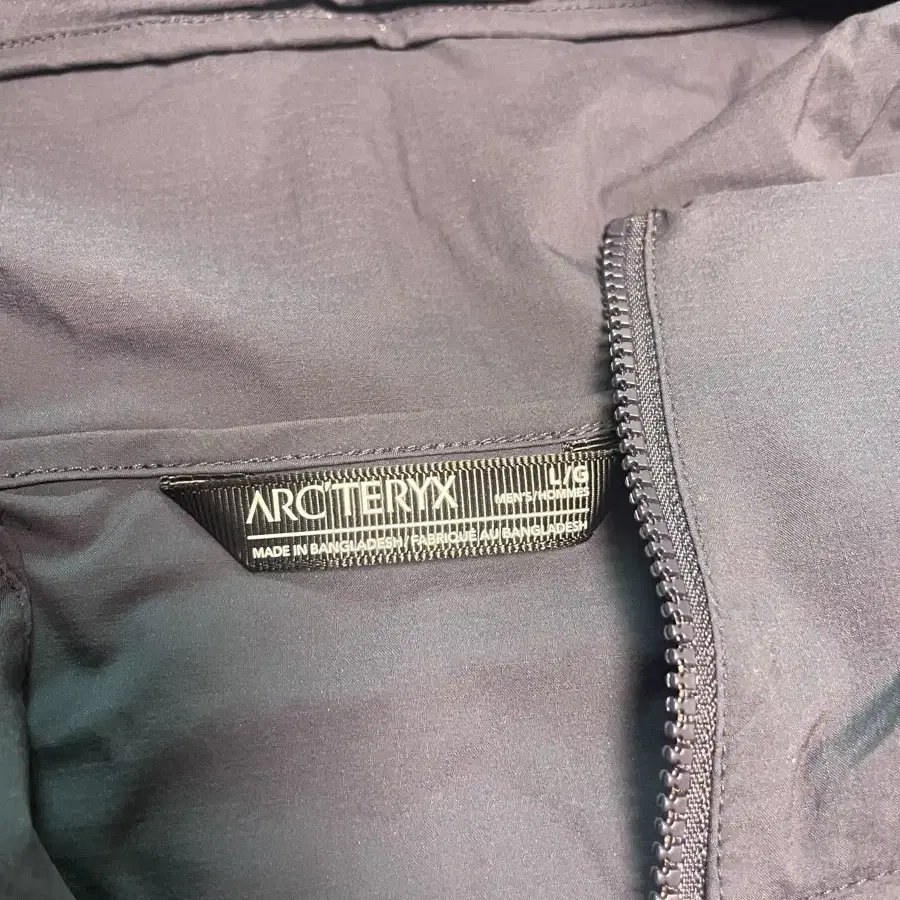 ARC'TERYX
L/G
MEN'S/HOMMES
MADE IN BANGLADESH/FABRIQUÉ AU BANGLADESH